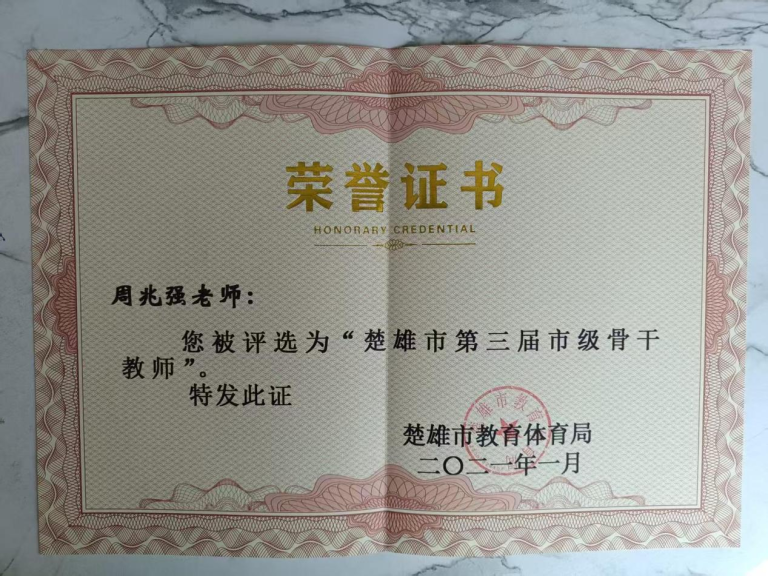 荣誉证书
HONORARY CREDENTIAL
周兆强老师：
您被评选为“楚雄市第三届市级骨干
教师”。
特发此证
楚雄市教育体育局
二〇二一年一月